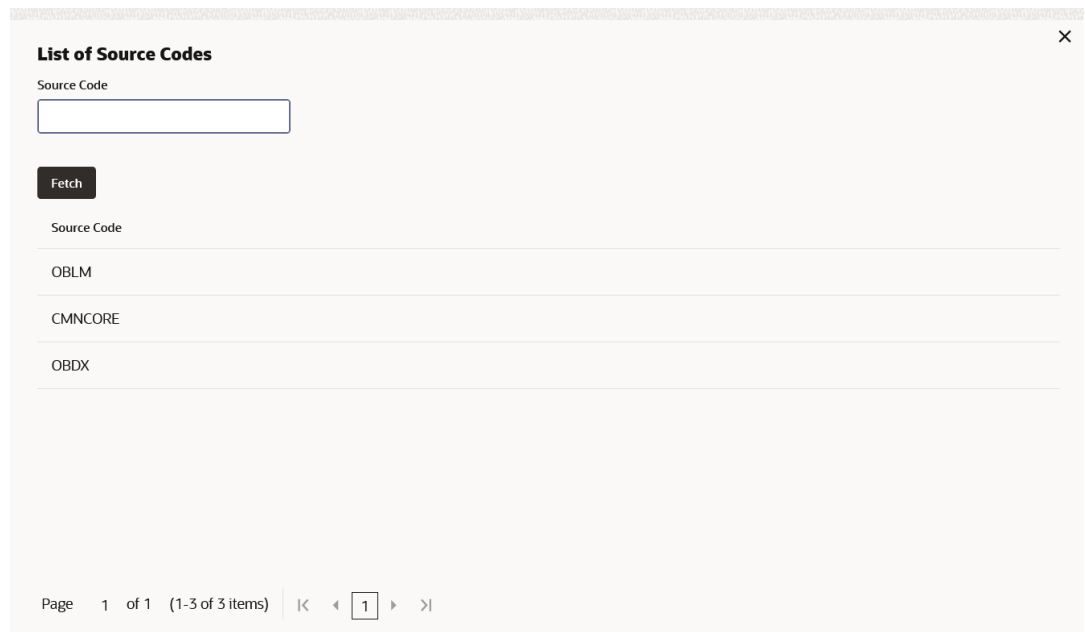 List of Source Codes
Source Code
Fetch
Source Code
OBLM
CMNCORE
OBDX
Page 1 of 1 (1-3 of 3 items) 1